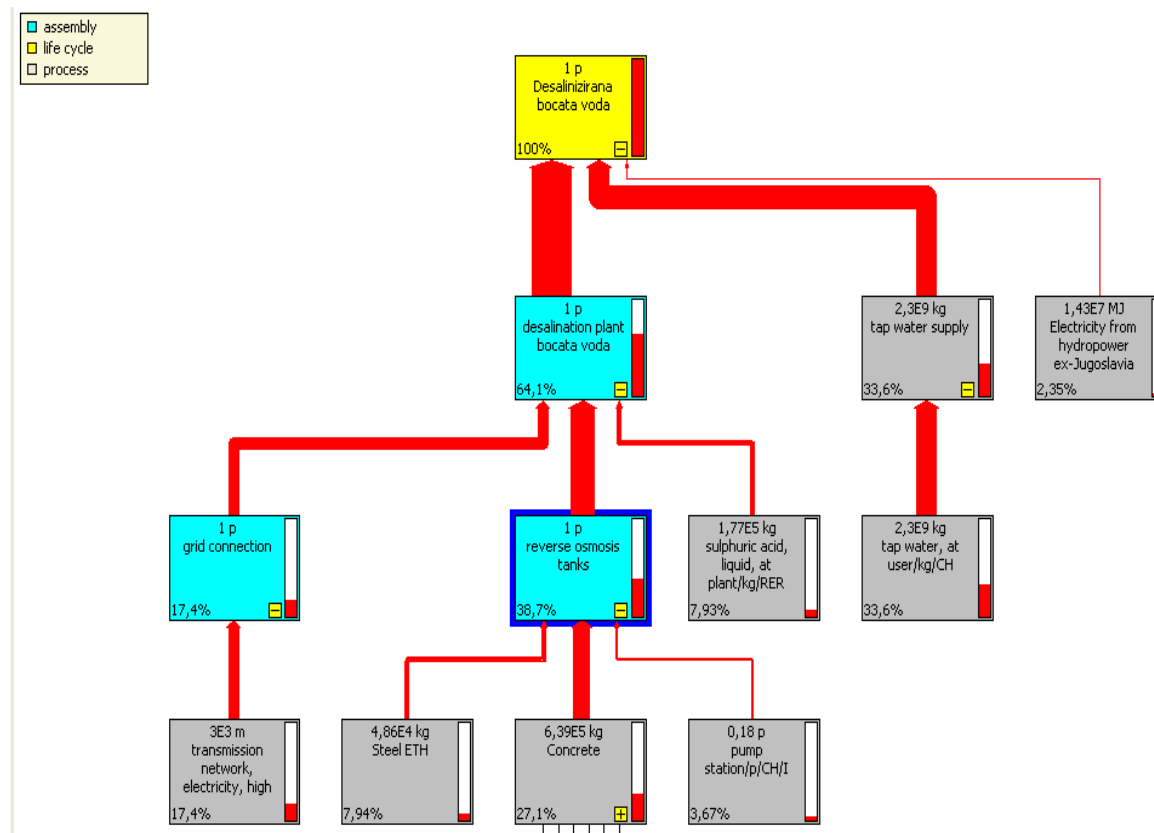 assembly
life cycle
process
1 p
Desalinizirana
bocata voda
100%
1 p
desalination plant
bocata voda
64,1%
2,3E9 kg
tap water supply
33,6%
1,43E7 MJ
Electricity from
hydropower
ex-Jugoslavia
2,35%
1 p
grid connection
17,4%
1 p
reverse osmosis
tanks
38,7%
1,77E5 kg
sulphuric acid,
liquid, at
plant/kg/RER
7,93%
2,3E9 kg
tap water, at
user/kg/CH
33,6%
3E3 m
transmission
network,
electricity, high
17,4%
4,86E4 kg
Steel ETH
7,94%
6,39E5 kg
Concrete
27,1%
0,18 p
pump
station/p/CH/I
3,67%